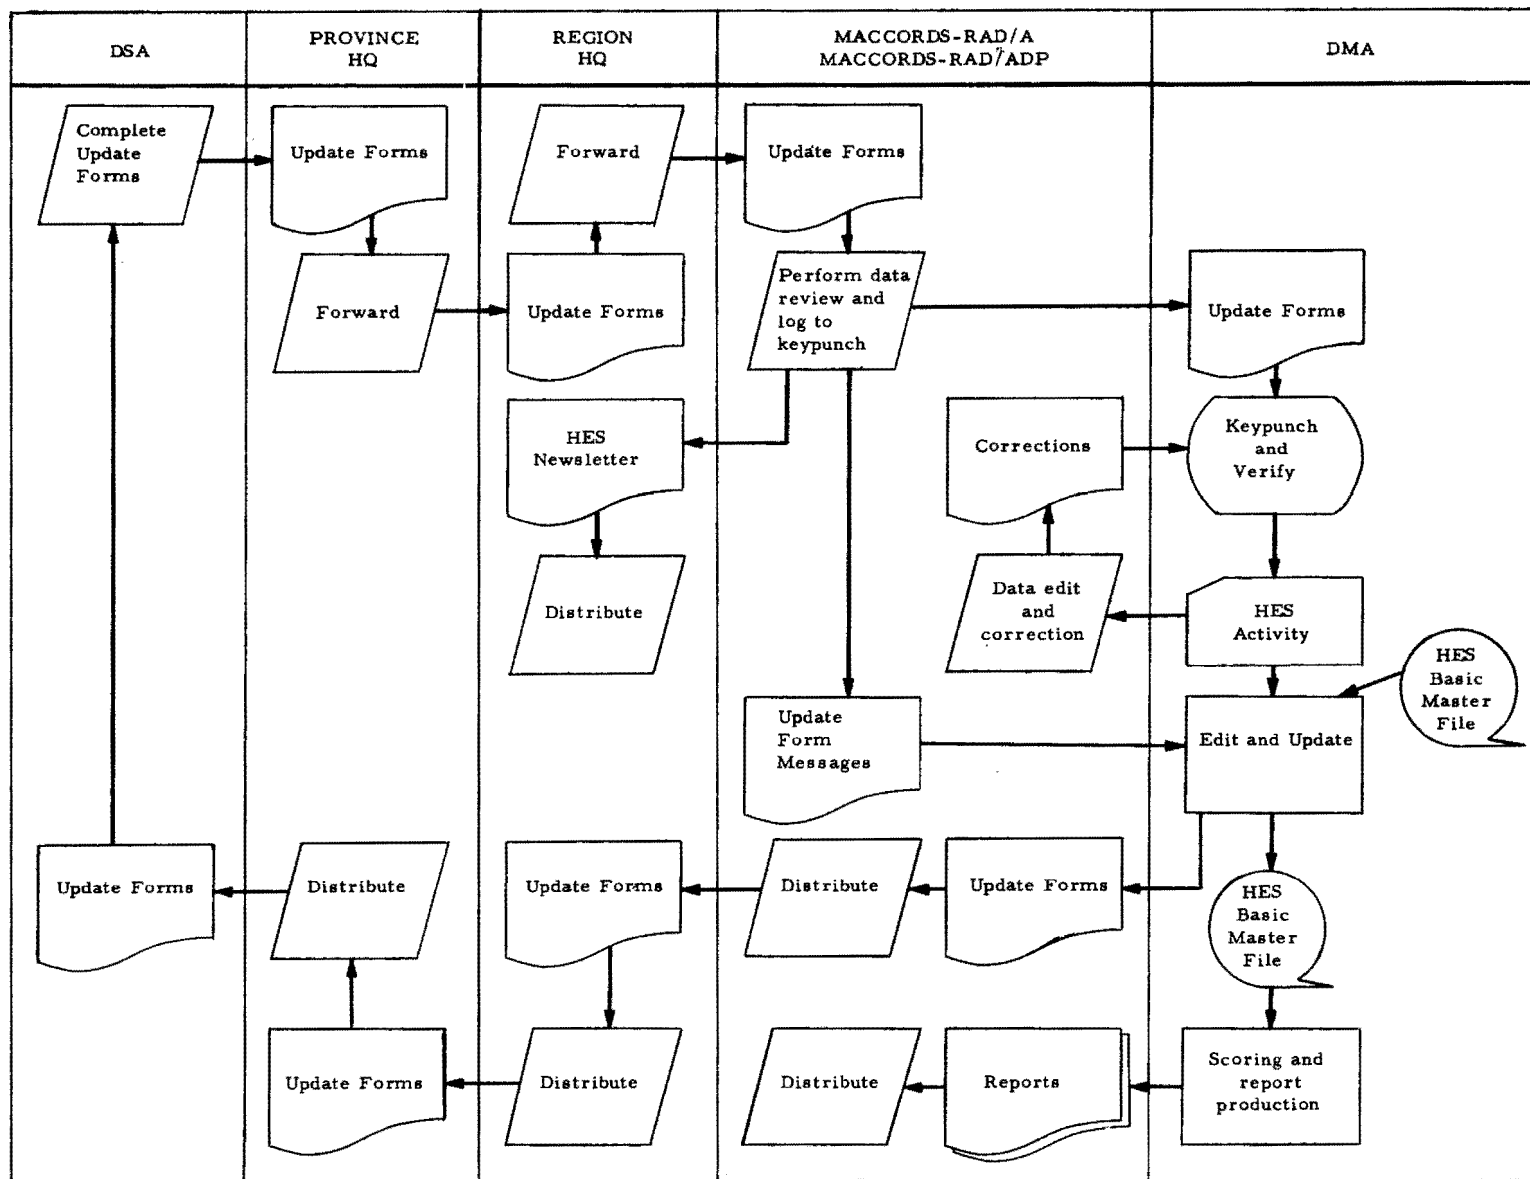 DSA
PROVINCE
HQ
REGION
HQ
MACCORDS-RAD/A
MACCORDS-RAD/ADP
DMA
Complete
Update
Forms
Update Forms
Forward
Update Forms
Forward
Update Forms
Perform data
review and
log to
keypunch
Update Forms
HES
Newsletter
Corrections
Keypunch
and
Verify
Distribute
Data edit
and
correction
HES
Activity
HES
Basic
Master
File
Update
Form
Messages
Edit and Update
Update Forms
Distribute
Update Forms
Distribute
Update Forms
HES
Basic
Master
File
Update Forms
Distribute
Distribute
Reports
Scoring and
report
production